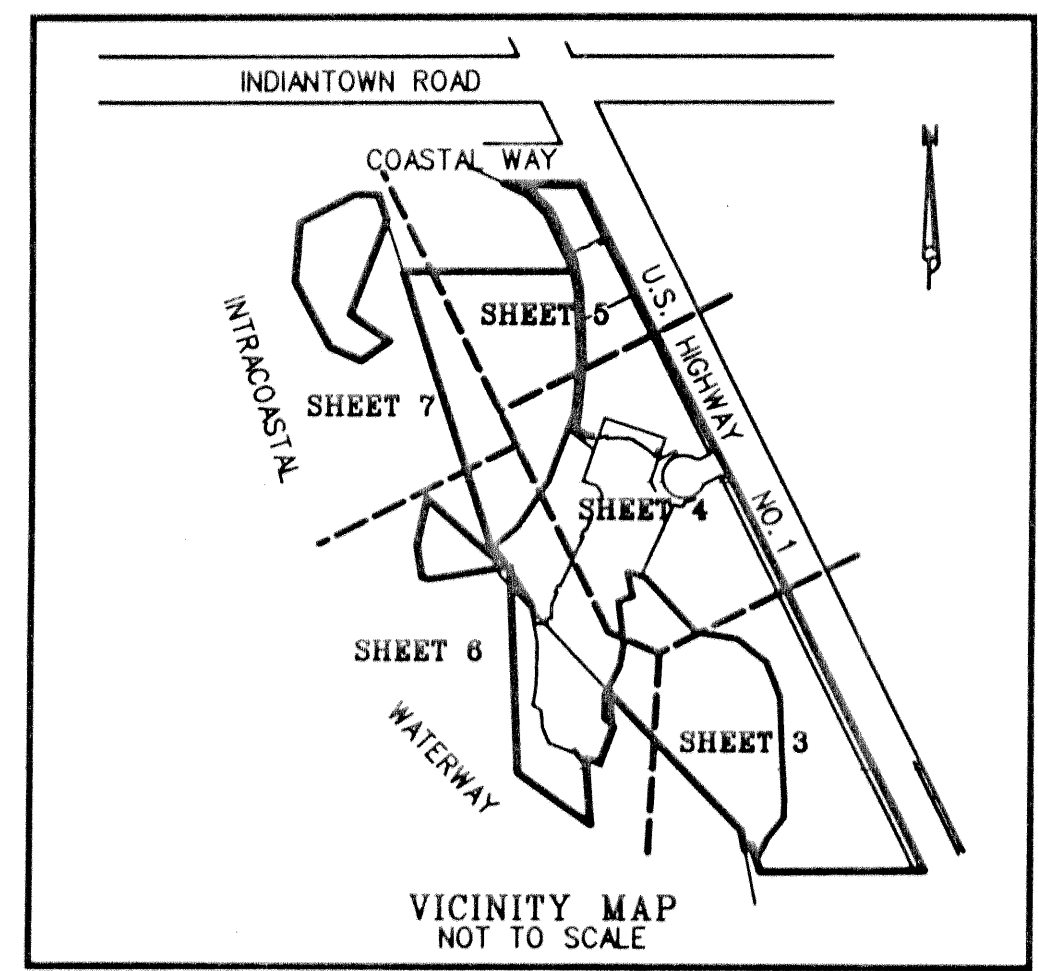 INDIANTOWN ROAD
COASTAL WAY
N
U.S. HIGHWAY NO. 1
SHEET 5
INTRACOASTAL
SHEET 7
SHEET 4
SHEET 6
WATERWAY
SHEET 3
VICINITY MAP
NOT TO SCALE